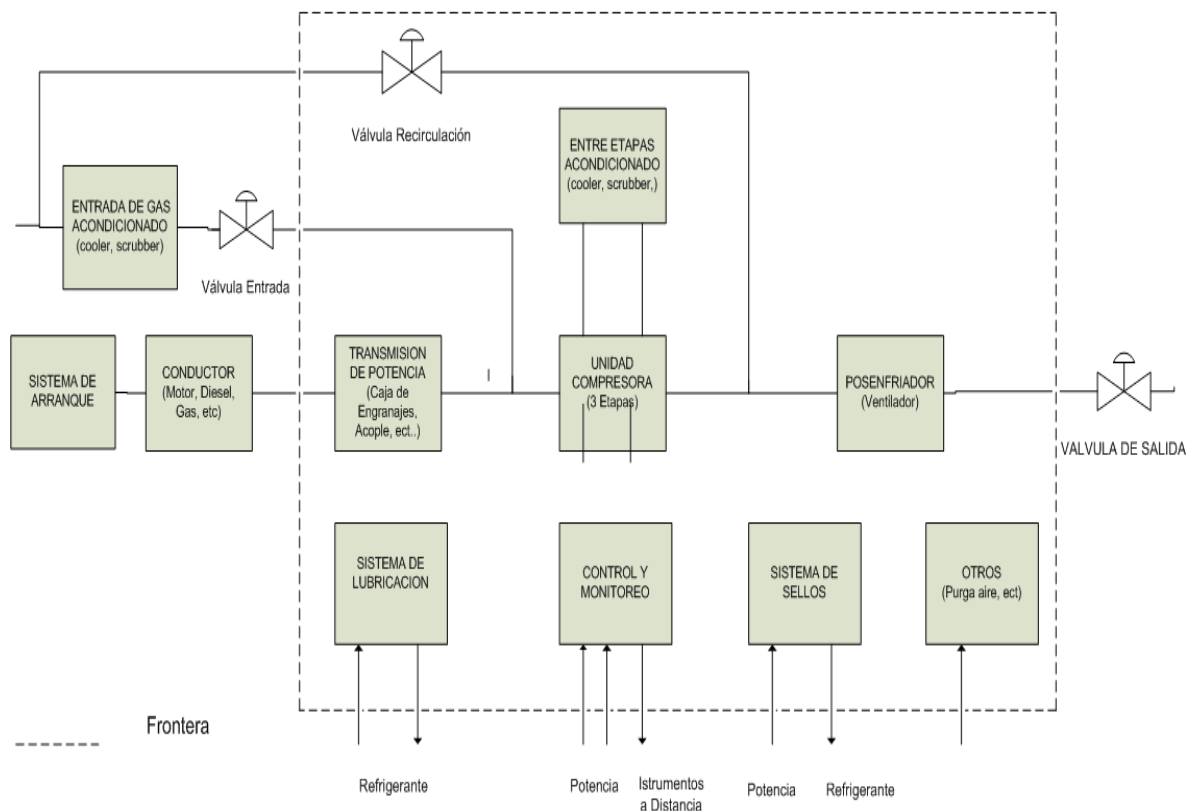 Válvula Recirculación
ENTRE ETAPAS
ACONDICIONADO
(cooler, scrubber,)
ENTRADA DE GAS
ACONDICIONADO
(cooler, scrubber)
Válvula Entrada
SISTEMA DE
ARRANQUE
CONDUCTOR
(Motor, Diesel,
Gas, etc)
TRANSMISION
DE POTENCIA
(Caja de
Engranajes,
Acople, ect..)
UNIDAD
COMPRESORA
(3 Etapas)
POSENFRIADOR
(Ventilador)
VALVULA DE SALIDA
SISTEMA DE
LUBRICACION
CONTROL Y
MONITOREO
SISTEMA DE
SELLOS
OTROS
(Purga aire, ect)
Frontera
Refrigerante
Potencia
Istrumentos
a Distancia
Potencia
Refrigerante